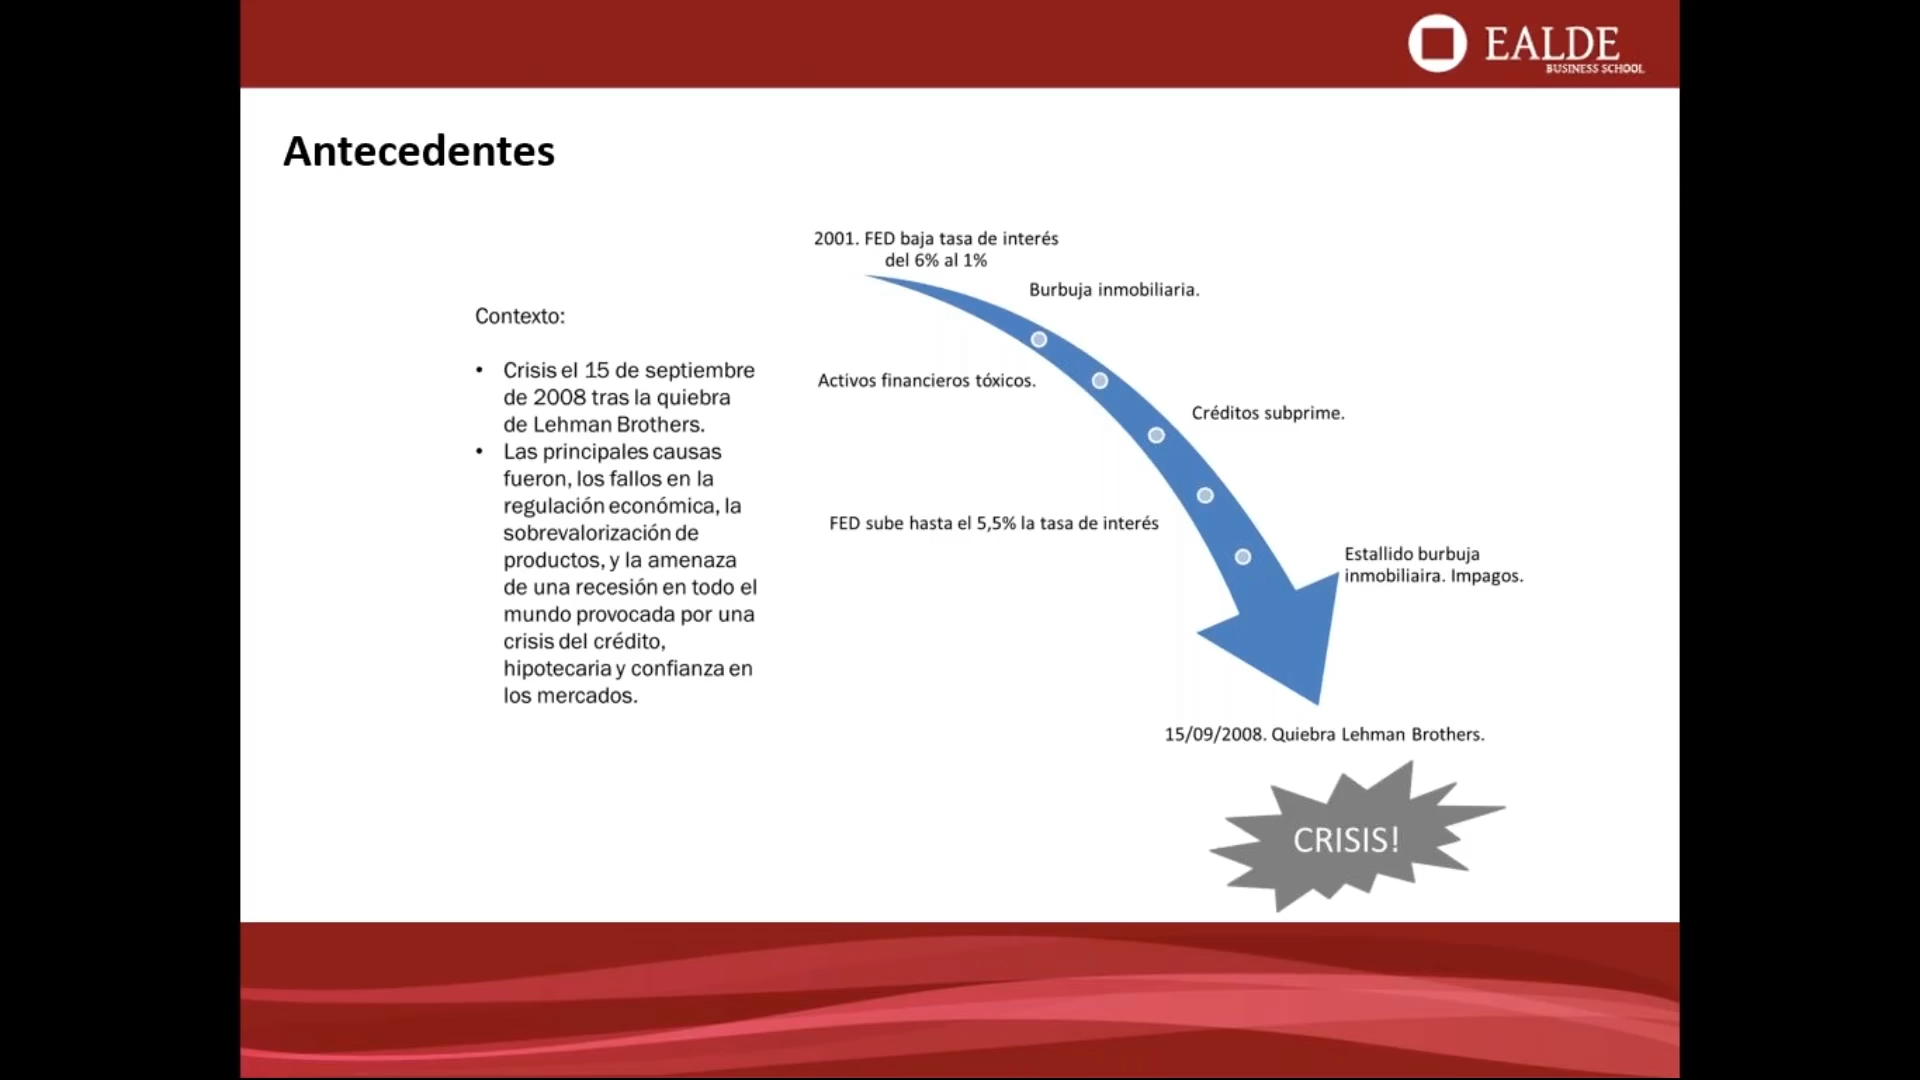 EALDE
BUSINESS SCHOOL
Antecedentes
Contexto:
• Crisis el 15 de septiembre
de 2008 tras la quiebra
de Lehman Brothers.
• Las principales causas
fueron, los fallos en la
regulación económica, la
sobrevalorización de
productos, y la amenaza
de una recesión en todo el
mundo provocada por una
crisis del crédito,
hipotecaria y confianza en
los mercados.
2001. FED baja tasa de interés
del 6% al 1%
Burbuja inmobiliaria.
Activos financieros tóxicos.
Créditos subprime.
FED sube hasta el 5,5% la tasa de interés
Estallido burbuja
inmobiliaira. Impagos.
15/09/2008. Quiebra Lehman Brothers.
CRISIS!